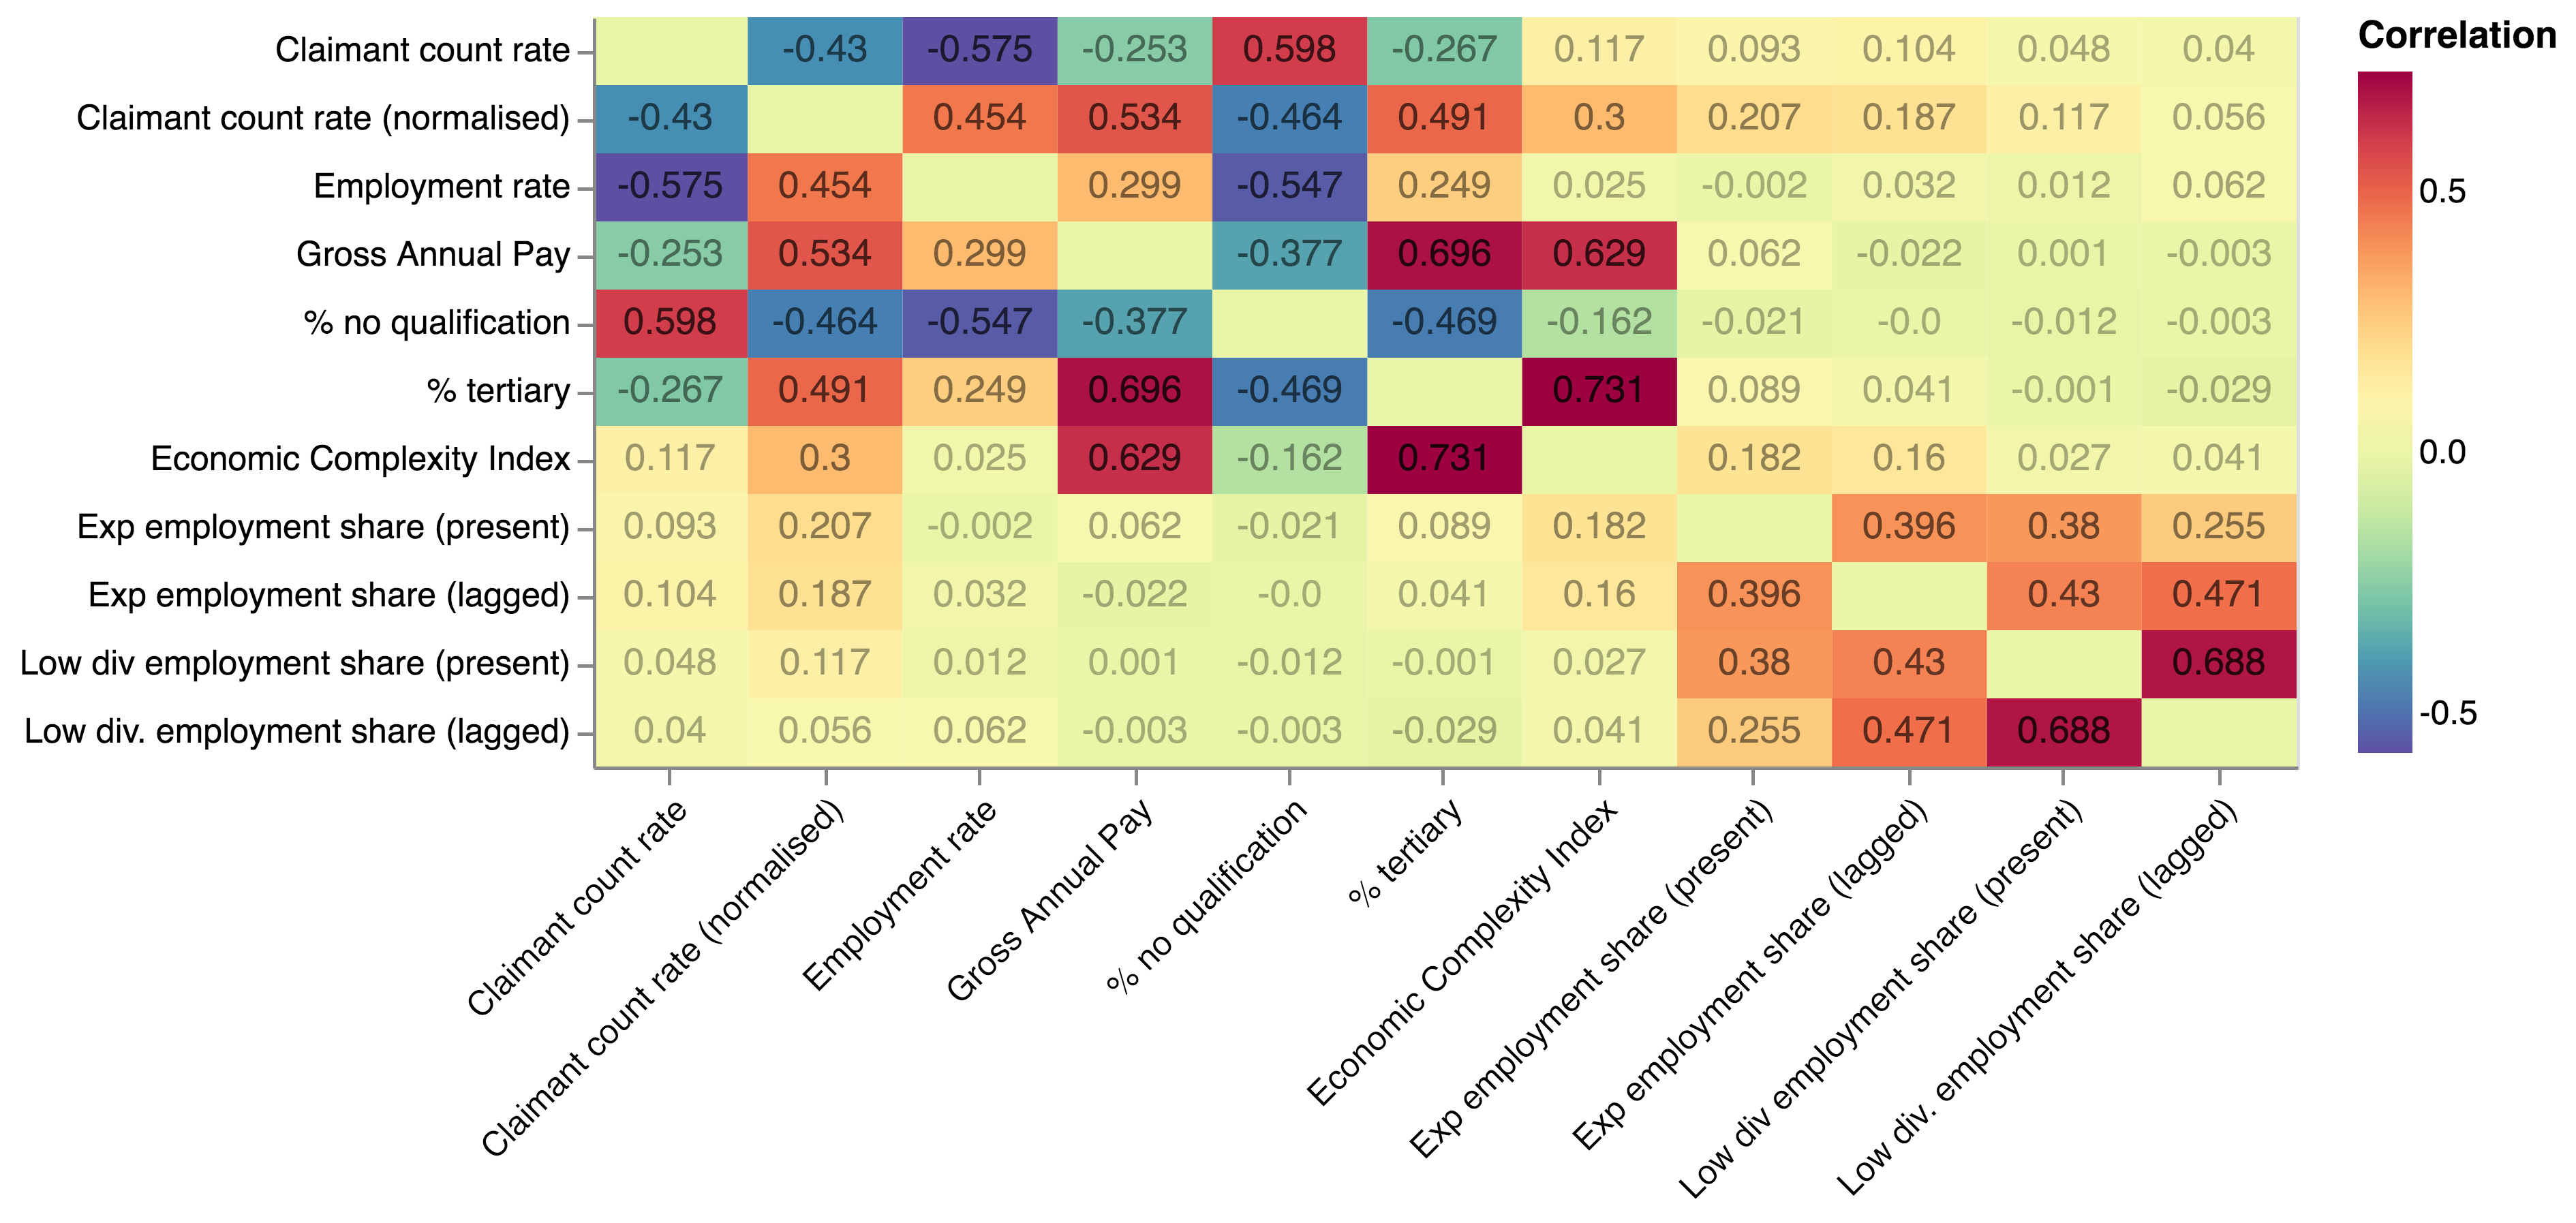 Correlation
Claimant count rate -0.43 -0.575 -0.253 0.598 -0.267 0.117 0.093 0.104 0.048 0.04
Claimant count rate (normalised) -0.43 0.454 0.534 -0.464 0.491 0.3 0.207 0.187 0.117 0.056
Employment rate -0.575 0.454 0.299 -0.547 0.249 0.025 -0.002 0.032 0.012 0.062
0.5
Gross Annual Pay -0.253 0.534 0.299 -0.377 0.696 0.629 0.062 -0.022 0.001 -0.003
% no qualification 0.598 -0.464 -0.547 -0.377 -0.469 -0.162 -0.021 -0.0 -0.012 -0.003
% tertiary -0.267 0.491 0.249 0.696 -0.469 0.731 0.089 0.041 -0.001 -0.029
Economic Complexity Index 0.117 0.3 0.025 0.629 -0.162 0.731 0.182 0.16 0.027 0.041
0.0
Exp employment share (present) 0.093 0.207 -0.002 0.062 -0.021 0.089 0.182 0.396 0.38 0.255
Exp employment share (lagged) 0.104 0.187 0.032 -0.022 -0.0 0.041 0.16 0.396 0.43 0.471
Low div employment share (present) 0.048 0.117 0.012 0.001 -0.012 -0.001 0.027 0.38 0.43 0.688
Low div. employment share (lagged) 0.04 0.056 0.062 -0.003 -0.003 -0.029 0.041 0.255 0.471 0.688
-0.5
Claimant count rate
Claimant count rate (normalised)
Employment rate
Gross Annual Pay
% no qualification
% tertiary
Economic Complexity Index
Exp employment share (present)
Exp employment share (lagged)
Low div employment share (present)
Low div. employment share (lagged)